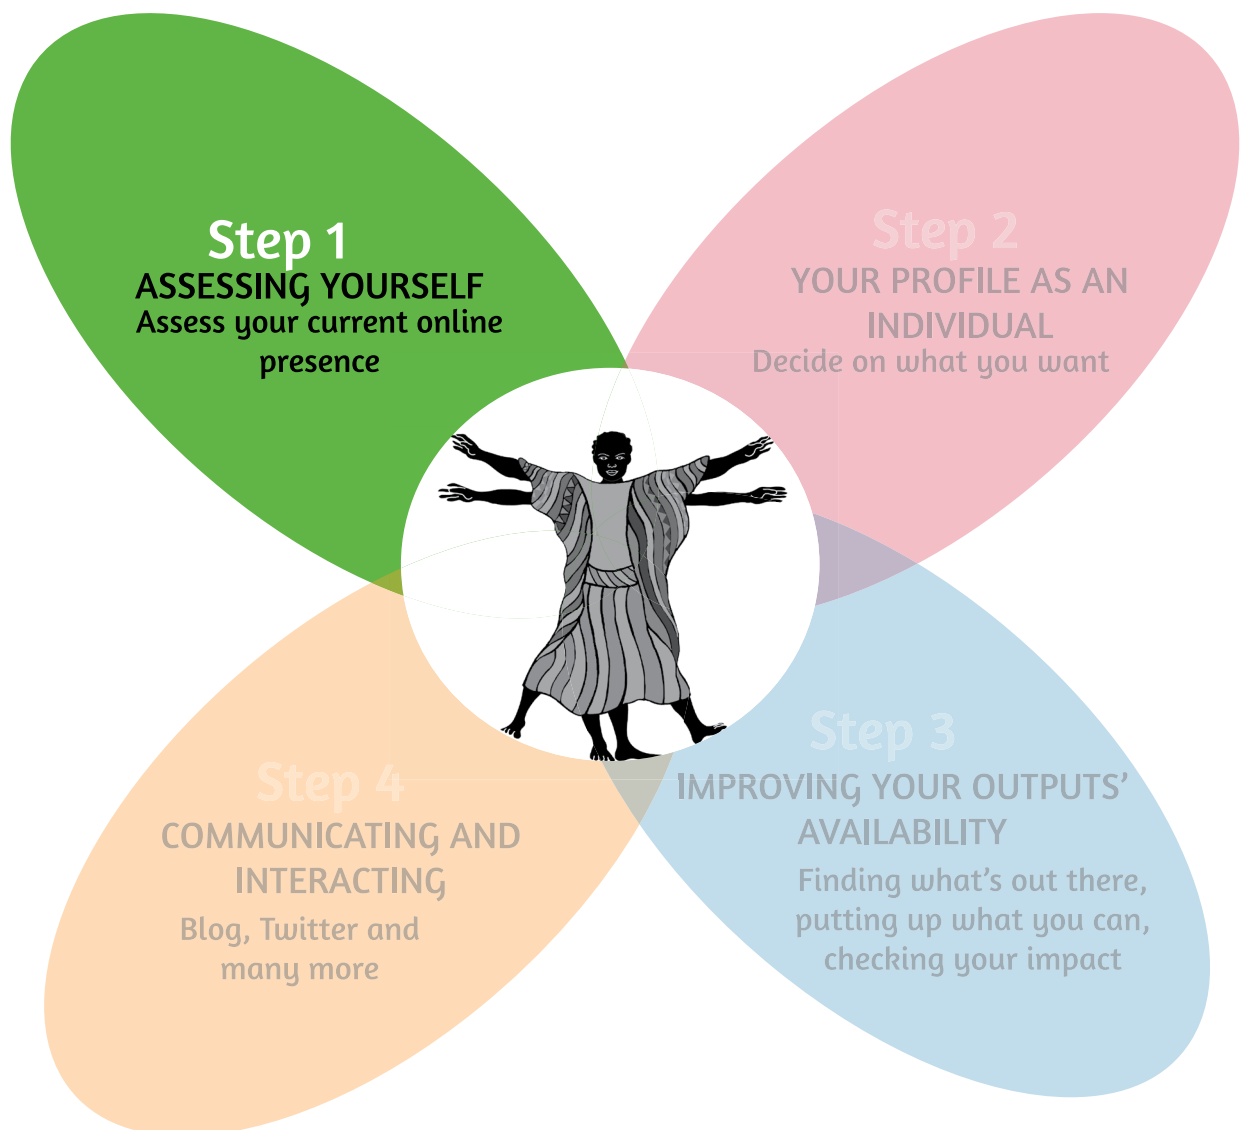 Step 1
ASSESSING YOURSELF
Assess your current online
presence
Step 2
YOUR PROFILE AS AN
INDIVIDUAL
Decide on what you want
Step 3
IMPROVING YOUR OUTPUTS’
AVAILABILITY
Finding what’s out there,
putting up what you can,
checking your impact
Step 4
COMMUNICATING AND
INTERACTING
Blog, Twitter and
many more